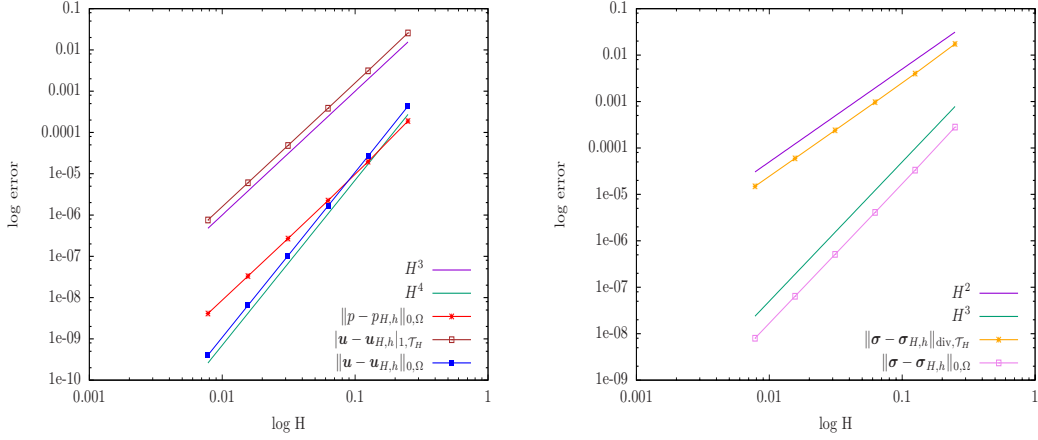 0.1
0.01
0.001
0.0001
1e-05
1e-06
1e-07
1e-08
1e-09
1e-10
0.001
0.01
0.1
1
log error
log H
H^3
H^4
‖p − p_{H,h}‖_{0,Ω}
|u − u_{H,h}|_{1,𝒯_H}
‖u − u_{H,h}‖_{0,Ω}
0.1
0.01
0.001
0.0001
1e-05
1e-06
1e-07
1e-08
1e-09
0.001
0.01
0.1
1
log error
log H
H^2
H^3
‖σ − σ_{H,h}‖_{div,𝒯_H}
‖σ − σ_{H,h}‖_{0,Ω}